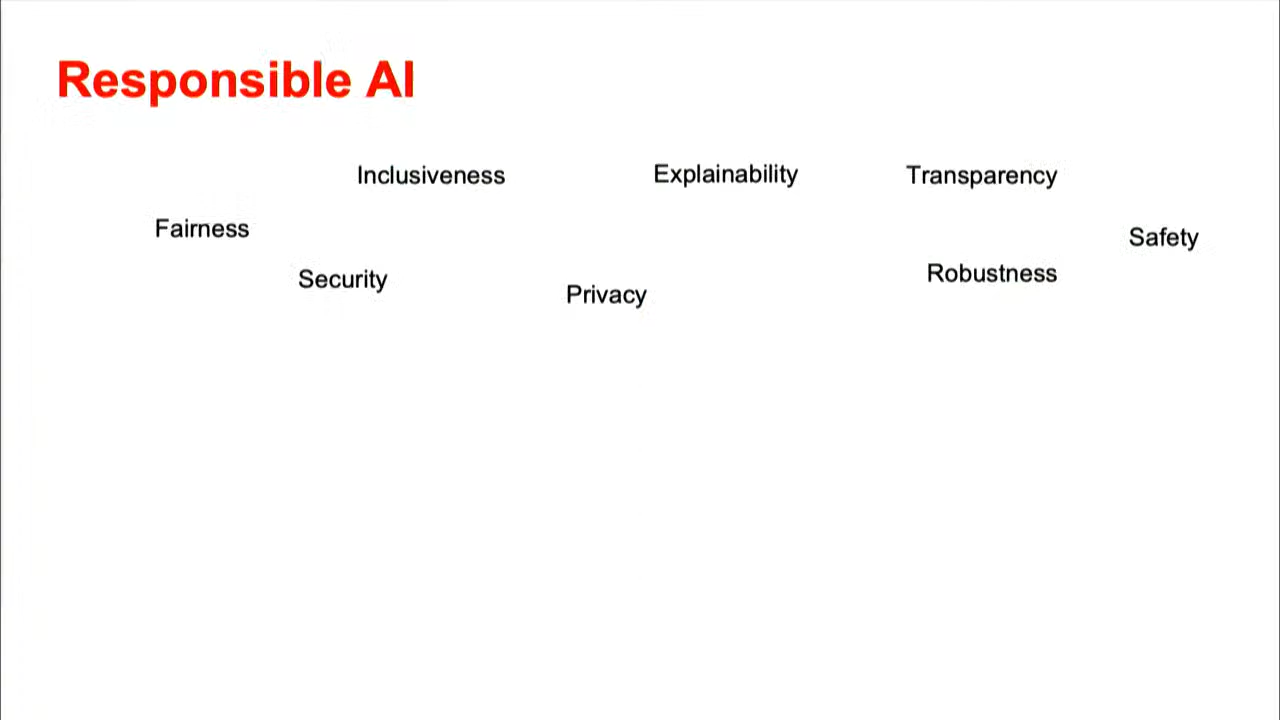 Responsible AI
Inclusiveness
Explainability
Transparency
Fairness
Safety
Security
Privacy
Robustness